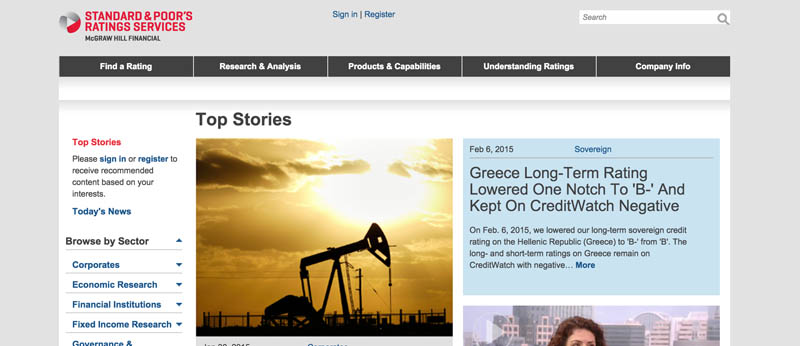 STANDARD & POOR'S
RATINGS SERVICES
McGRAW HILL FINANCIAL
Sign in | Register
Search
Find a Rating
Research & Analysis
Products & Capabilities
Understanding Ratings
Company Info
Top Stories
Top Stories
Please sign in or register to
receive recommended
content based on your
interests.
Today's News
Browse by Sector
Corporates
Economic Research
Financial Institutions
Fixed Income Research
Governance &
Feb 6, 2015
Sovereign
Greece Long-Term Rating
Lowered One Notch To 'B-' And
Kept On CreditWatch Negative
On Feb. 6, 2015, we lowered our long-term sovereign credit
rating on the Hellenic Republic (Greece) to 'B-' from 'B'. The
long- and short-term ratings on Greece remain on
CreditWatch with negative… More